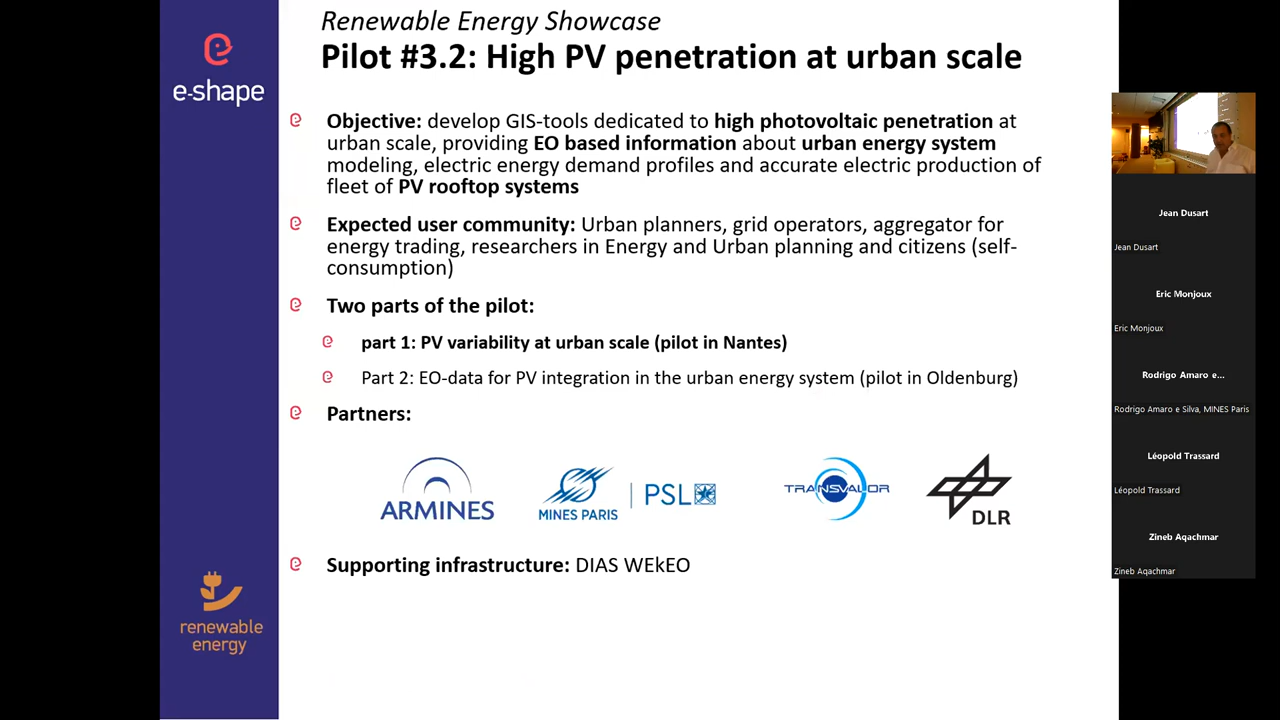 Renewable Energy Showcase
Pilot #3.2: High PV penetration at urban scale
e-shape
Objective: develop GIS-tools dedicated to high photovoltaic penetration at
urban scale, providing EO based information about urban energy system
modeling, electric energy demand profiles and accurate electric production of
fleet of PV rooftop systems
Expected user community: Urban planners, grid operators, aggregator for
energy trading, researchers in Energy and Urban planning and citizens (self-
consumption)
Two parts of the pilot:
part 1: PV variability at urban scale (pilot in Nantes)
Part 2: EO-data for PV integration in the urban energy system (pilot in Oldenburg)
Partners:
ARMINES
MINES PARIS
PSL
TRANSVALOR
DLR
Supporting infrastructure: DIAS WEkEO
renewable
energy
Jean Dusart
Jean Dusart
Eric Monjoux
Eric Monjoux
Rodrigo Amaro e...
Rodrigo Amaro e Silva, MINES Paris
Léopold Trassard
Léopold Trassard
Zineb Aqachmar
Zineb Aqachmar